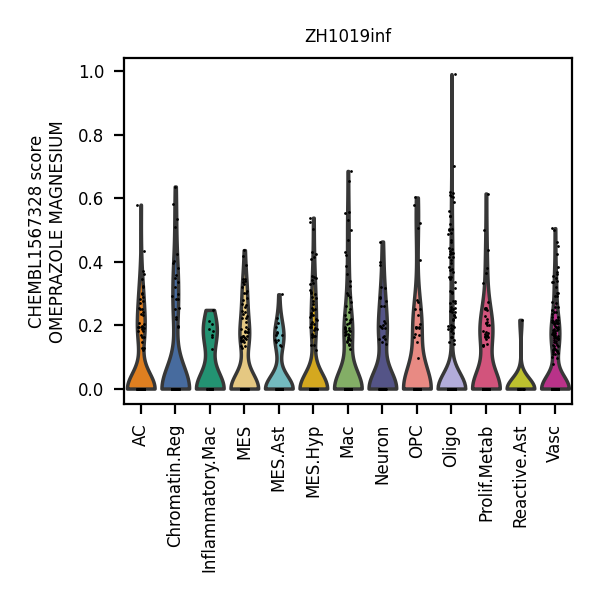 ZH1019inf
CHEMBL1567328 score
OMEPRAZOLE MAGNESIUM
1.0
0.8
0.6
0.4
0.2
0.0
AC
Chromatin.Reg
Inflammatory.Mac
MES
MES.Ast
MES.Hyp
Mac
Neuron
OPC
Oligo
Prolif.Metab
Reactive.Ast
Vasc